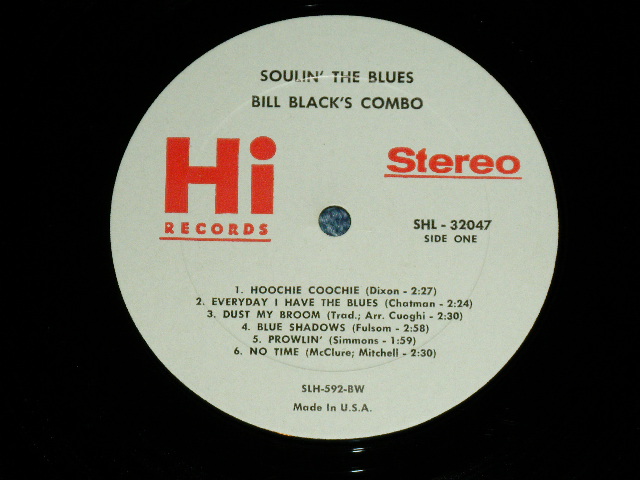 SOULIN' THE BLUES
BILL BLACK'S COMBO
Hi
RECORDS
Stereo
SHL - 32047
SIDE ONE
1. HOOCHIE COOCHIE (Dixon - 2:27)
2. EVERYDAY I HAVE THE BLUES (Chatman - 2:24)
3. DUST MY BROOM (Trad.; Arr. Cuoghi - 2:30)
4. BLUE SHADOWS (Fulsom - 2:58)
5. PROWLIN' (Simmons - 1:59)
6. NO TIME (McClure; Mitchell - 2:30)
SLH-592-BW
Made In U.S.A.